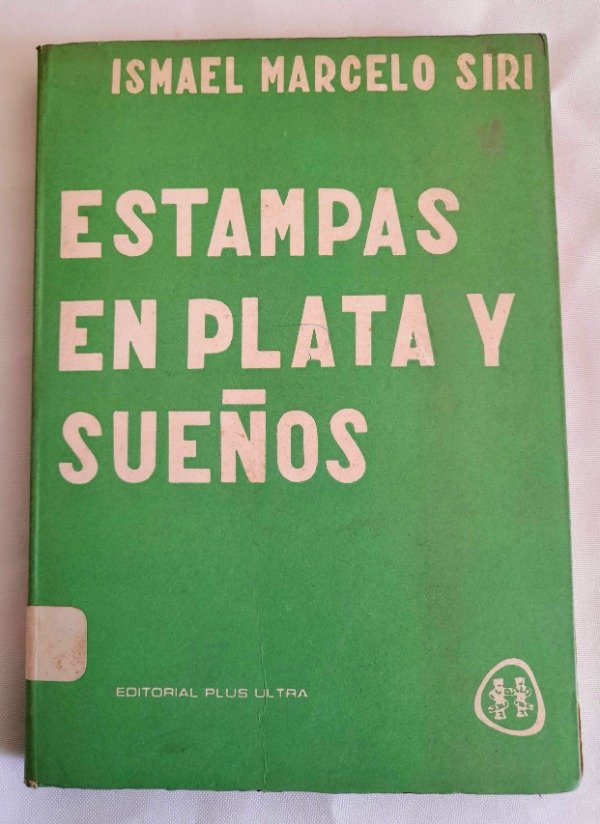 ISMAEL MARCELO SIRI
ESTAMPAS
EN PLATA Y
SUEÑOS
EDITORIAL PLUS ULTRA